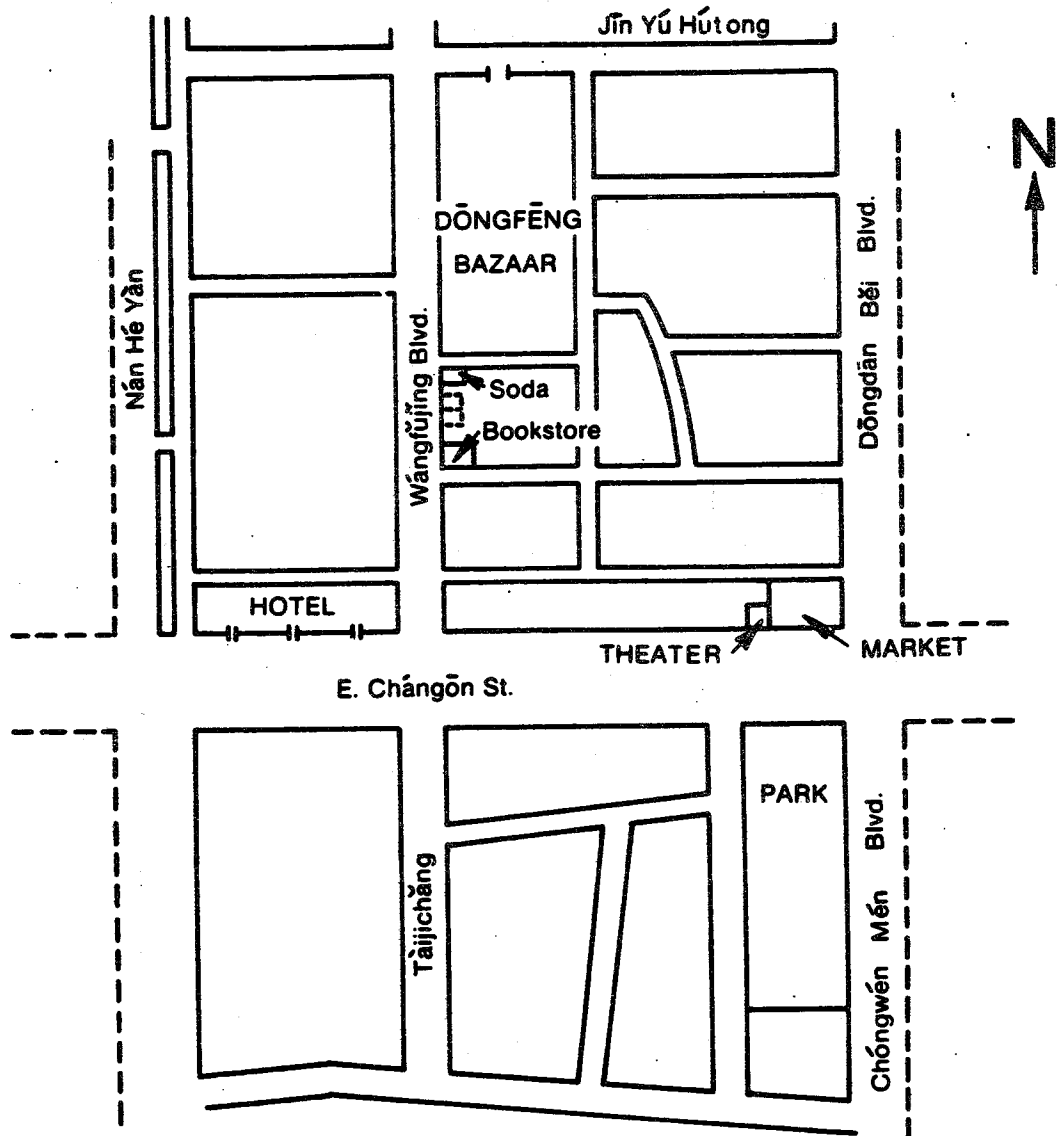 Jīn Yú Hútong
N
DŌNGFĒNG
BAZAAR
Nán Hé Yàn
Wángfǔjǐng Blvd.
Dōngdān Běi Blvd.
Soda
Bookstore
HOTEL
THEATER
MARKET
E. Chángōn St.
PARK
Tàijichǎng
Chóngwén Mén Blvd.